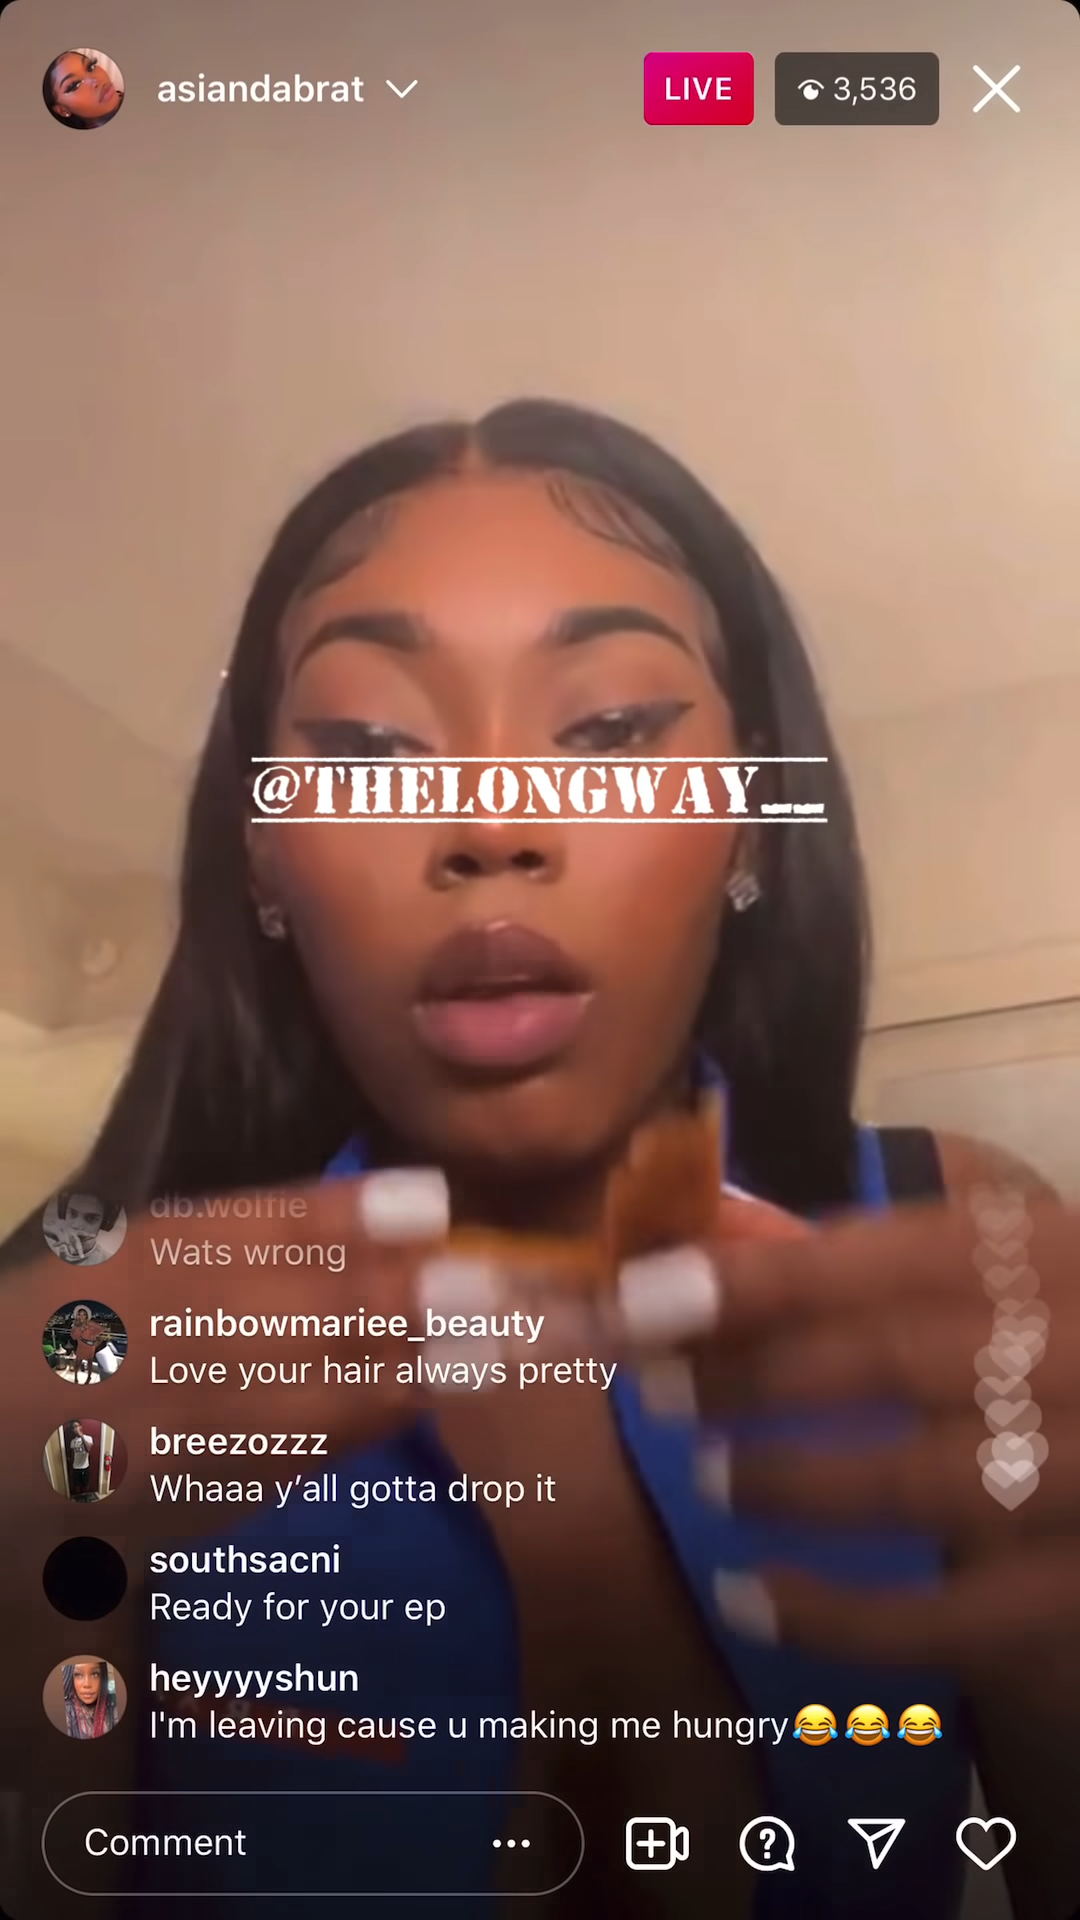 asiandabrat
LIVE
3,536
@THELONGWAY__
db.wolfie
Wats wrong
rainbowmariee_beauty
Love your hair always pretty
breezozzz
Whaaa y’all gotta drop it
southsacni
Ready for your ep
heyyyyshun
I'm leaving cause u making me hungry😂😂😂
Comment